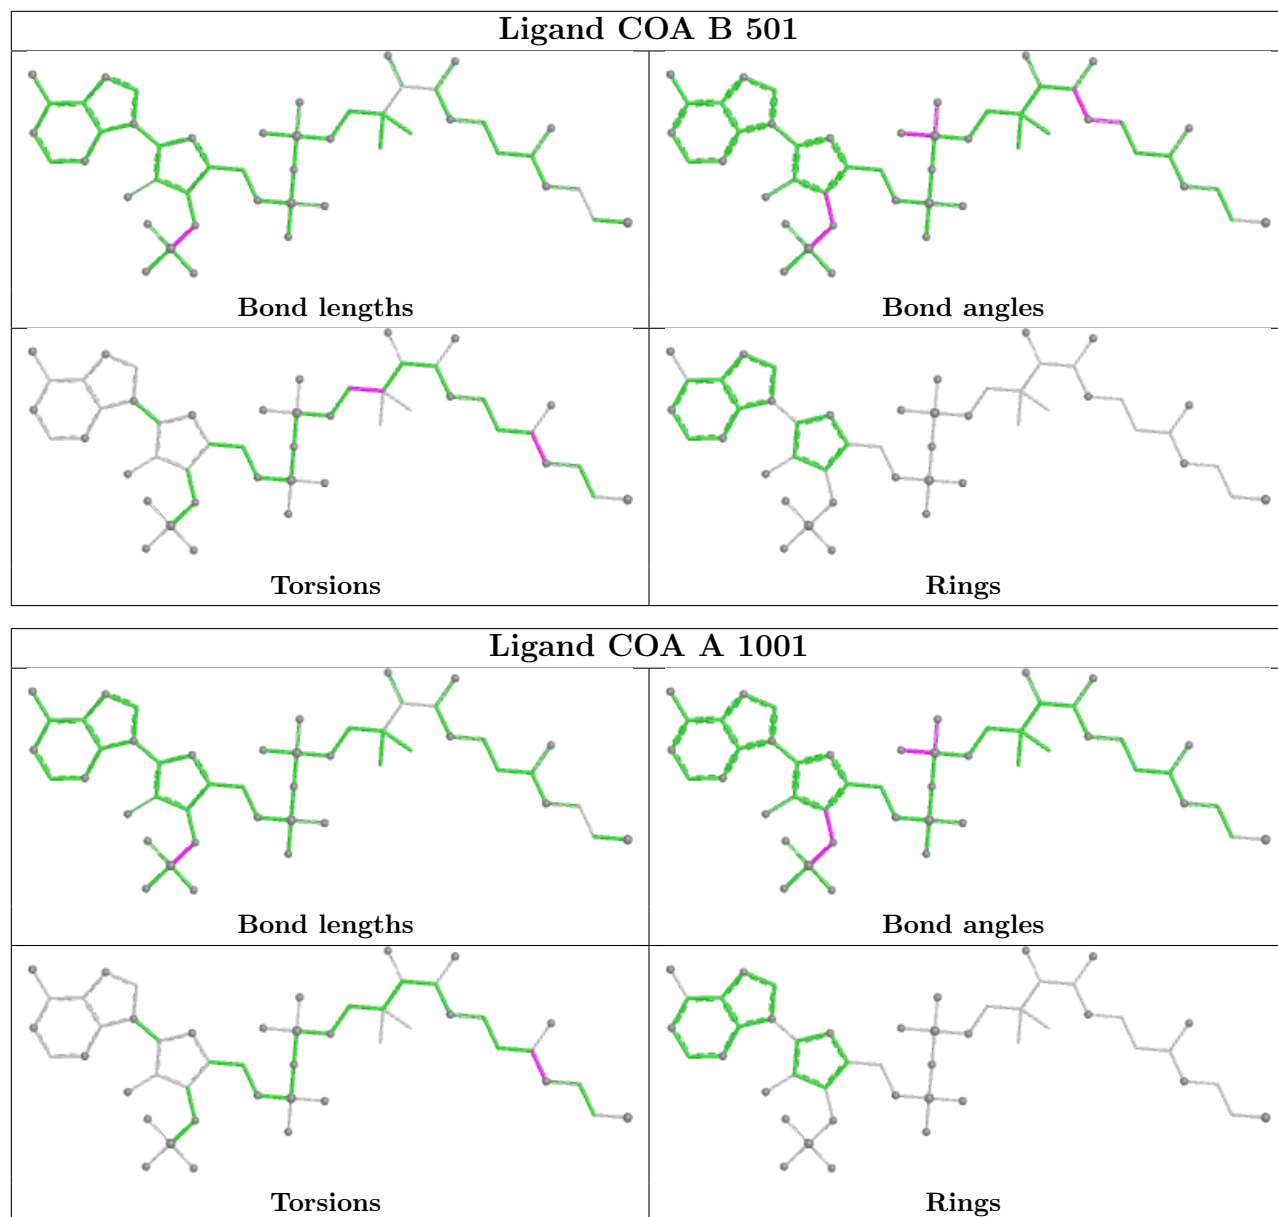 Ligand COA B 501
Bond lengths
Bond angles
Torsions
Rings
Ligand COA A 1001
Bond lengths
Bond angles
Torsions
Rings